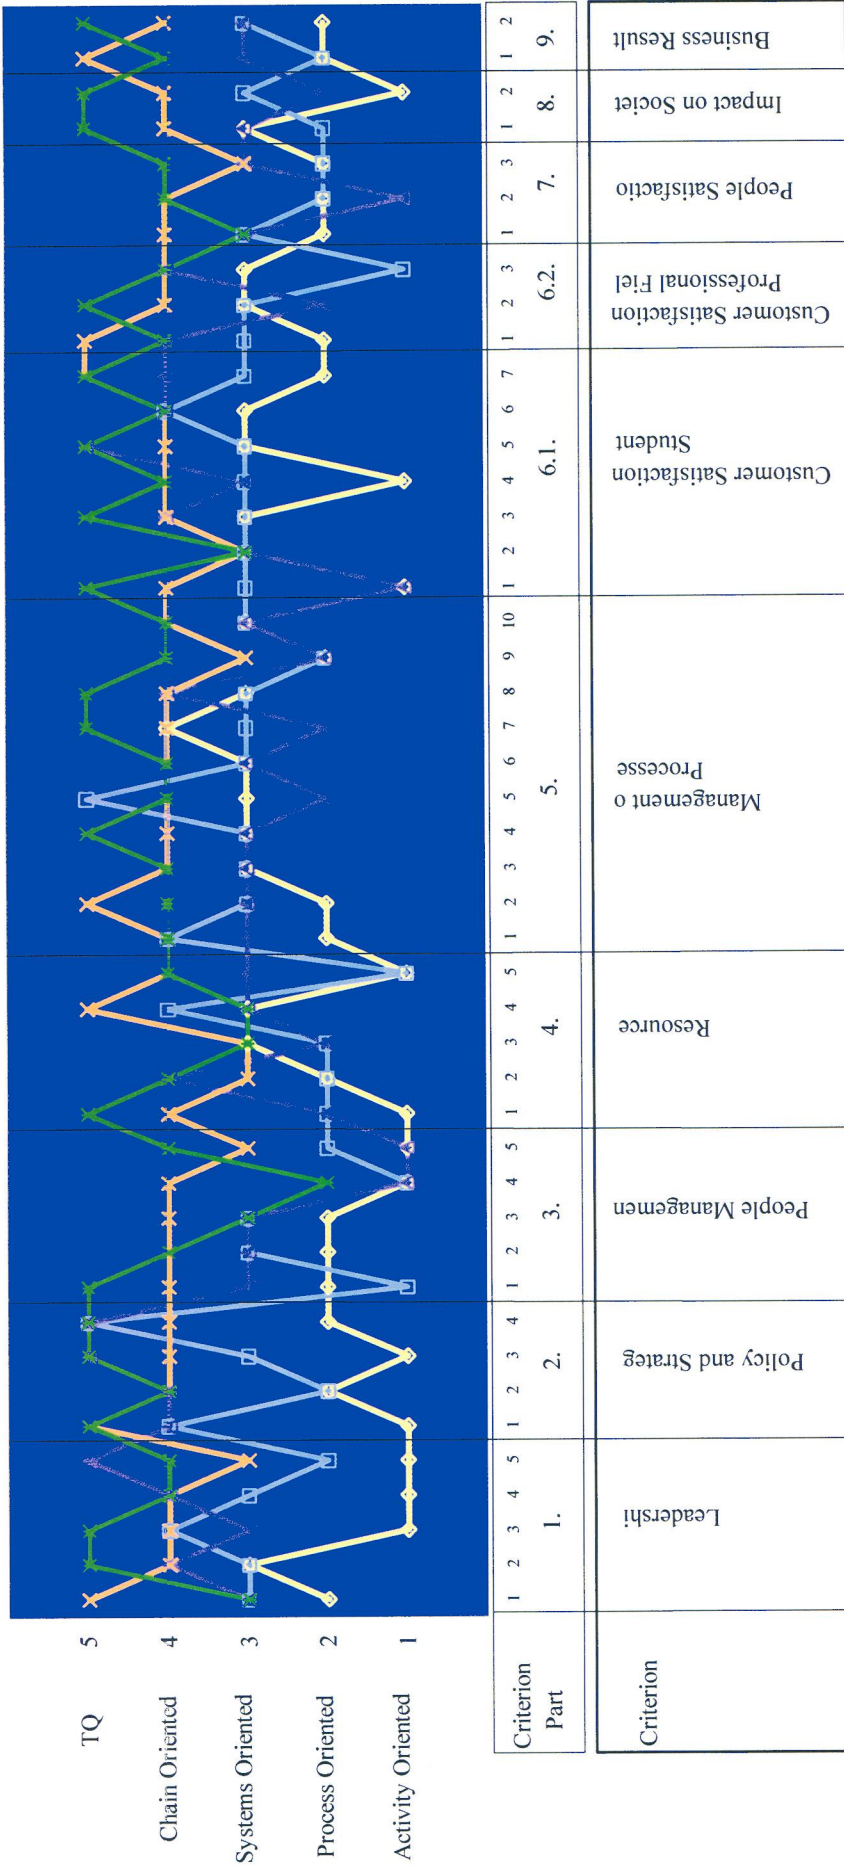 TQ 5
Chain Oriented 4
Systems Oriented 3
Process Oriented 2
Activity Oriented 1
Criterion
Part
1 2 3 4 5 1 2 3 4 1 2 3 4 5 1 2 3 4 5 1 2 3 4 5 6 7 8 9 10 1 2 3 4 5 6 7 1 2 3 1 2 3 1 2 1 2
1. 2. 3. 4. 5. 6.1. 6.2. 7. 8. 9.
Criterion
Leadershi
Policy and Strateg
People Managemen
Resource
Management o
Processe
Customer Satisfaction
Student
Customer Satisfaction
Professional Fiel
People Satisfactio
Impact on Societ
Business Result